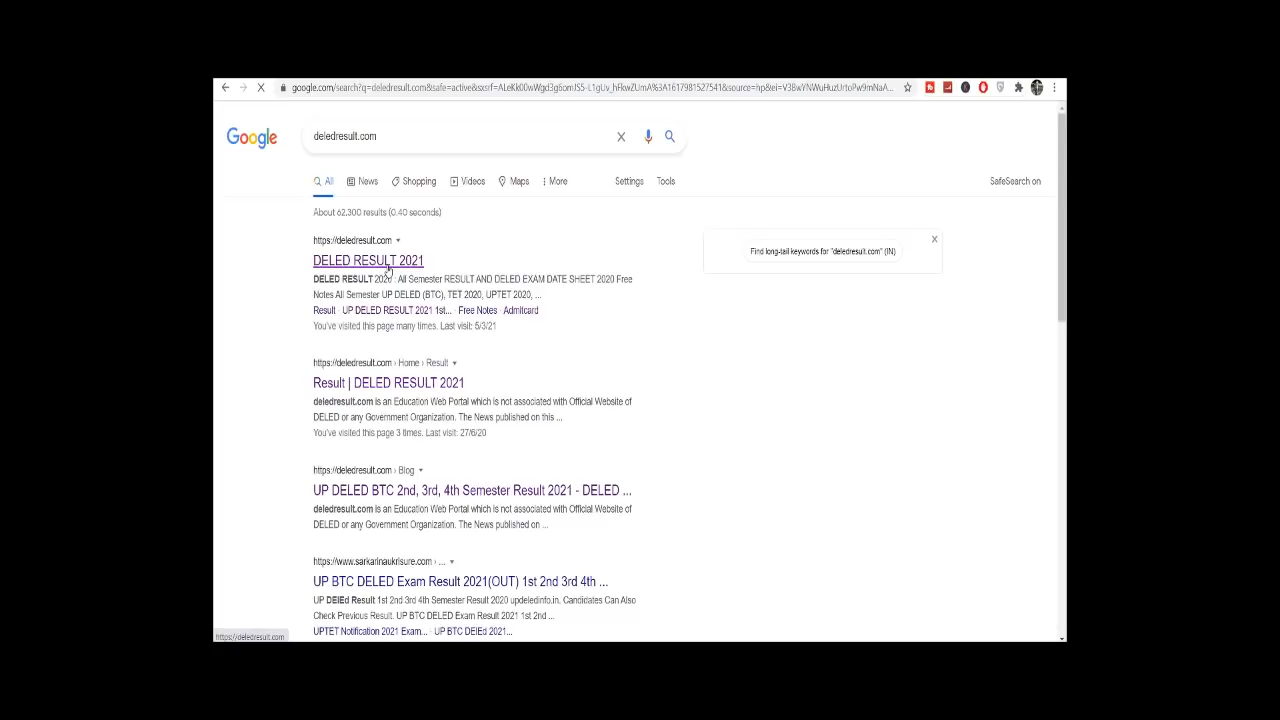 google.com/search?q=deledresult.com&safe=active&sxsrf=
deledresult.com
Google
All News Shopping Videos Maps More Settings Tools SafeSearch on
About 62,300 results (0.40 seconds)
https://deledresult.com
DELED RESULT 2021
DELED RESULT 2020 : All Semester RESULT AND DELED EXAM DATE SHEET 2020 Free
Notes All Semester UP DELED (BTC), TET 2020, UPTET 2020, ...
Result · UP DELED RESULT 2021 1st... · Free Notes · Admitcard
You've visited this page many times. Last visit: 5/3/21
Find long-tail keywords for "deledresult.com" (IN)
X
https://deledresult.com › Home › Result
Result | DELED RESULT 2021
deledresult.com is an Education Web Portal which is not associated with Official Website of
DELED or any Government Organization. The News published on this ...
You've visited this page 3 times. Last visit: 27/6/20
https://deledresult.com › Blog
UP DELED BTC 2nd, 3rd, 4th Semester Result 2021 - DELED ...
deledresult.com is an Education Web Portal which is not associated with Official Website of
DELED or any Government Organization. The News published on ...
https://www.sarkarinaukrisure.com › ...
UP BTC DELED Exam Result 2021(OUT) 1st 2nd 3rd 4th ...
UP DElEd Result 1st 2nd 3rd 4th Semester Result 2020 updeledinfo.in. Candidates Can Also
Check Previous Result. UP BTC DELED Exam Result 2021 1st 2nd ...
UPTET Notification 2021 Exam... · UP BTC DElEd 2021...
https://deledresult.com